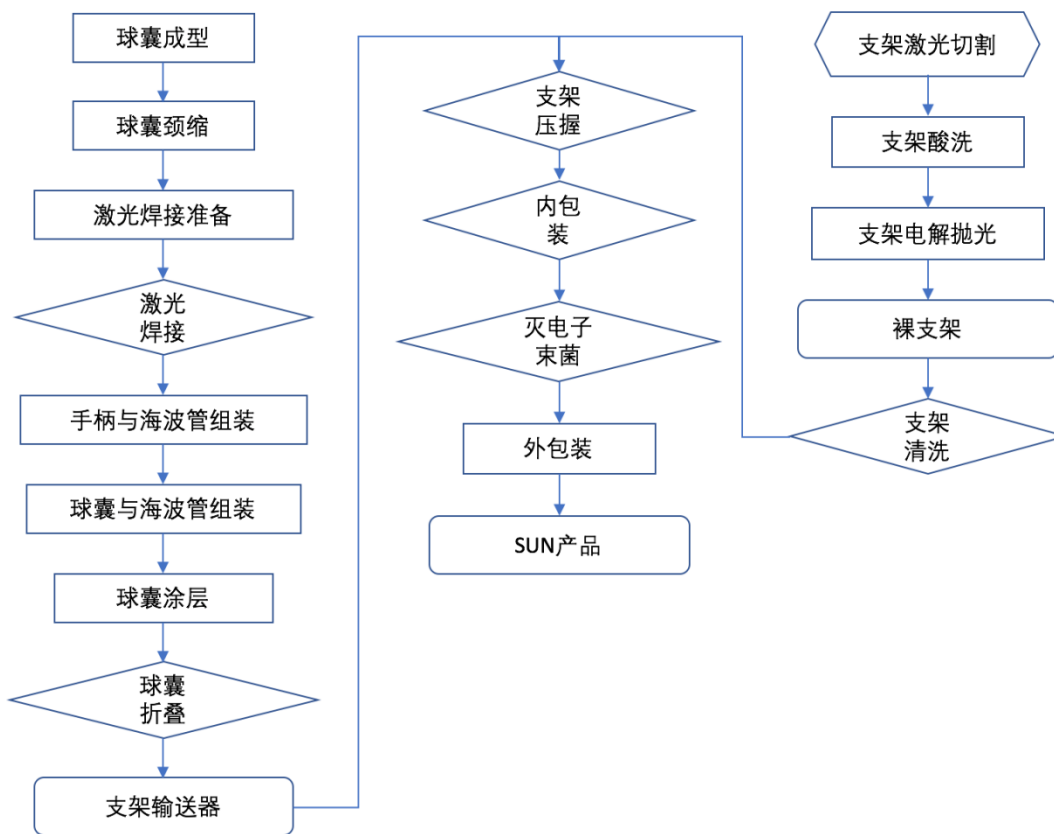 球囊成型
球囊颈缩
激光焊接准备
激光
焊接
手柄与海波管组装
球囊与海波管组装
球囊涂层
球囊
折叠
支架输送器
支架
压握
内包
装
灭电子
束菌
外包装
SUN产品
支架激光切割
支架酸洗
支架电解抛光
裸支架
支架
清洗